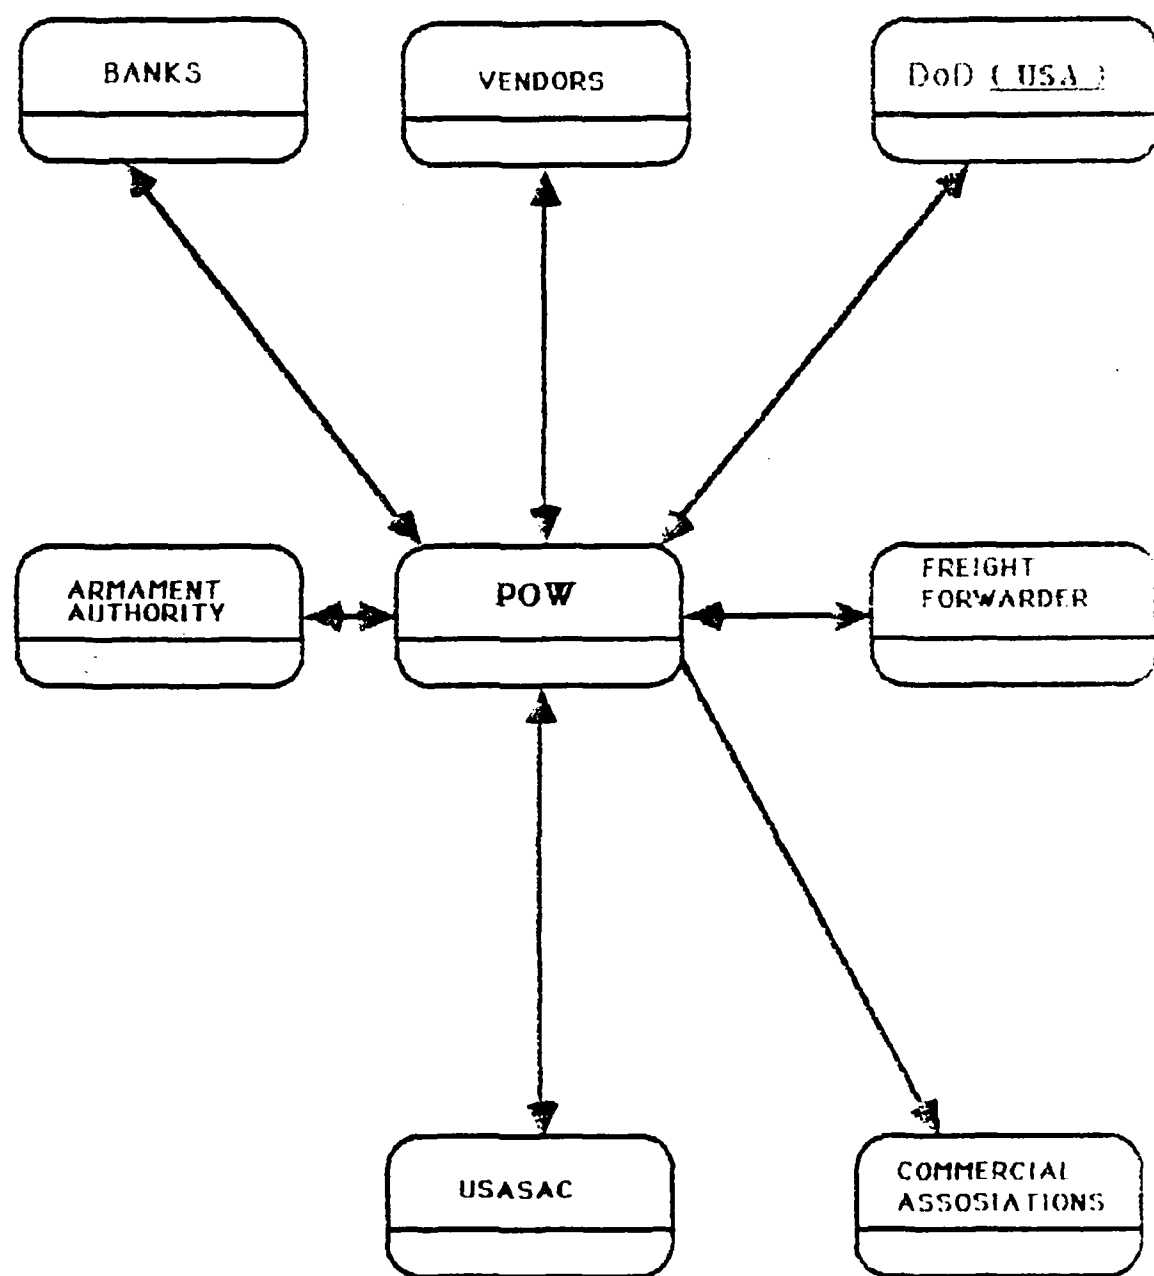 BANKS
VENDORS
DoD ( USA )
ARMAMENT
AUTHORITY
POW
FREIGHT
FORWARDER
USASAC
COMMERCIAL
ASSOSIATIONS